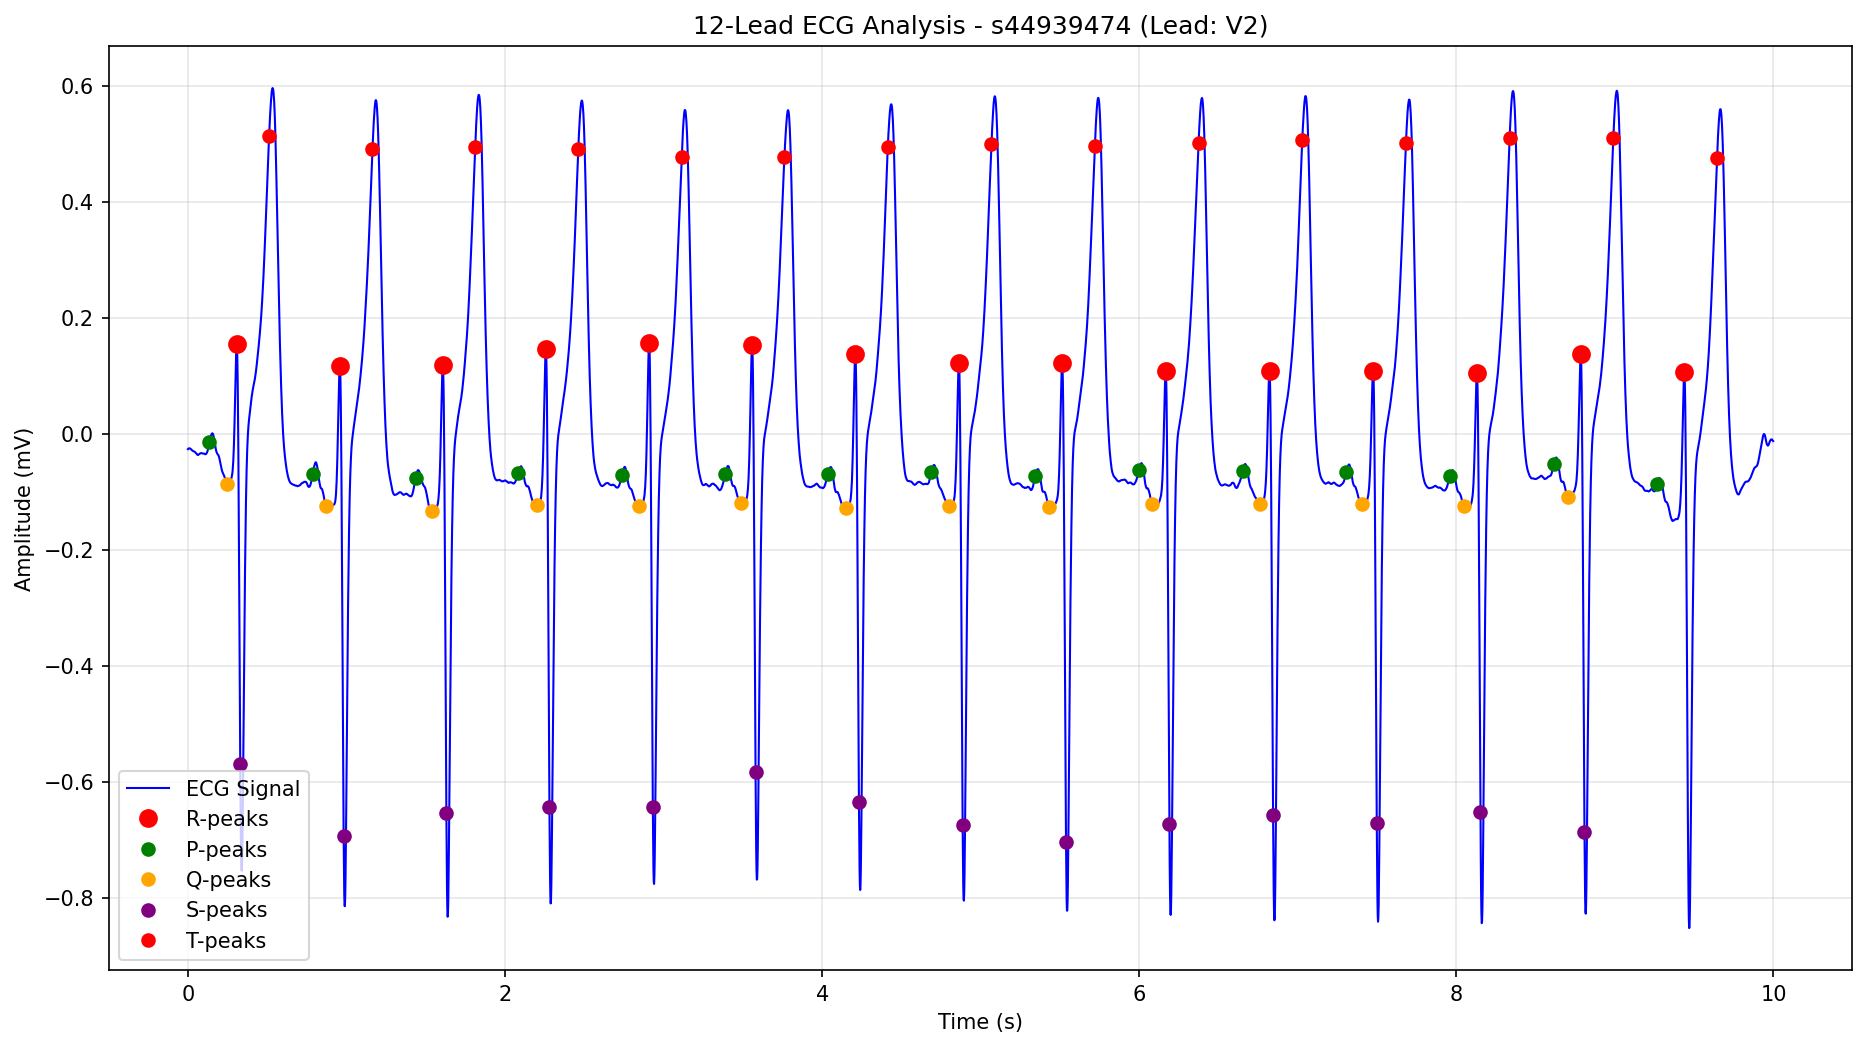 12-Lead ECG Analysis - s44939474 (Lead: V2)
0.6
0.4
0.2
0.0
−0.2
−0.4
−0.6
−0.8
Amplitude (mV)
ECG Signal
R-peaks
P-peaks
Q-peaks
S-peaks
T-peaks
0 2 4 6 8 10
Time (s)